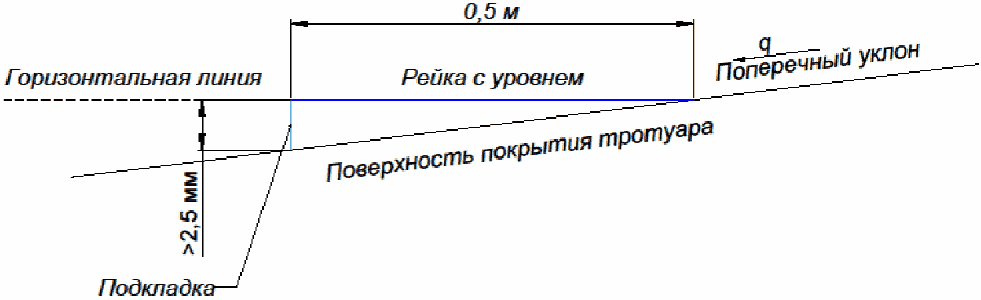 0,5 м
q
Поперечный уклон
Горизонтальная линия
Рейка с уровнем
Поверхность покрытия тротуара
>2,5 мм
Подкладка